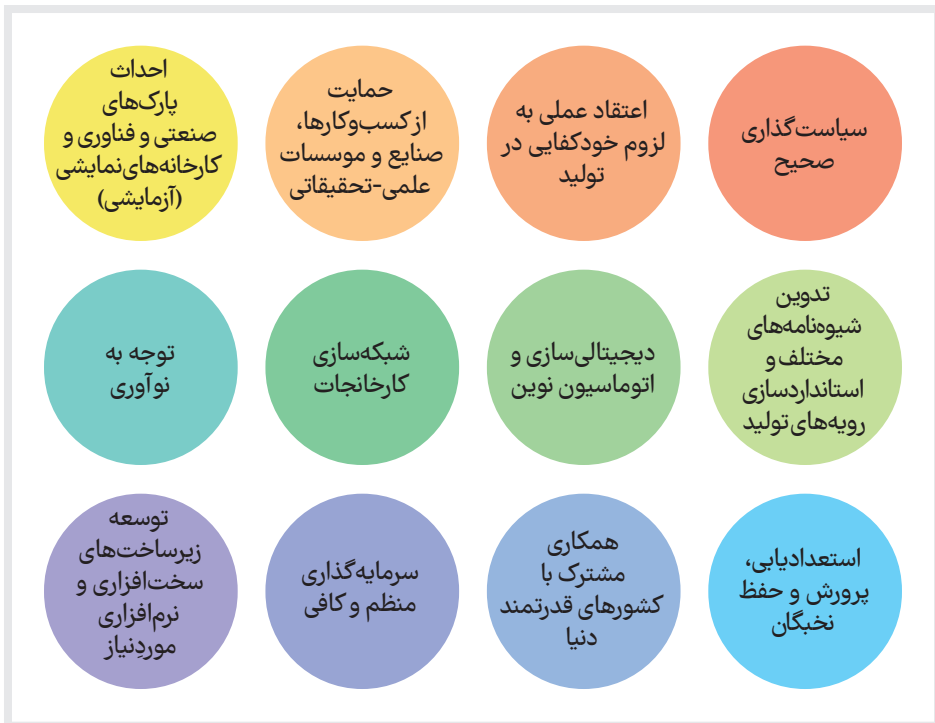 سیاست‌گذاری
صحیح
اعتقاد عملی به
لزوم خودکفایی در
تولید
حمایت
از کسب‌وکارها،
صنایع و موسسات
علمی-تحقیقاتی
احداث
پارک‌های
صنعتی و فناوری و
کارخانه‌های نمایشی
(آزمایشی)
تدوین
شیوه‌نامه‌های
مختلف و
استانداردسازی
رویه‌های تولید
دیجیتالی‌سازی و
اتوماسیون نوین
شبکه‌سازی
کارخانجات
توجه به
نوآوری
استعدادیابی،
پرورش و حفظ
نخبگان
همکاری
مشترک با
کشورهای قدرتمند
دنیا
سرمایه‌گذاری
منظم و کافی
توسعه
زیرساخت‌های
سخت‌افزاری و
نرم‌افزاری
موردِنیاز